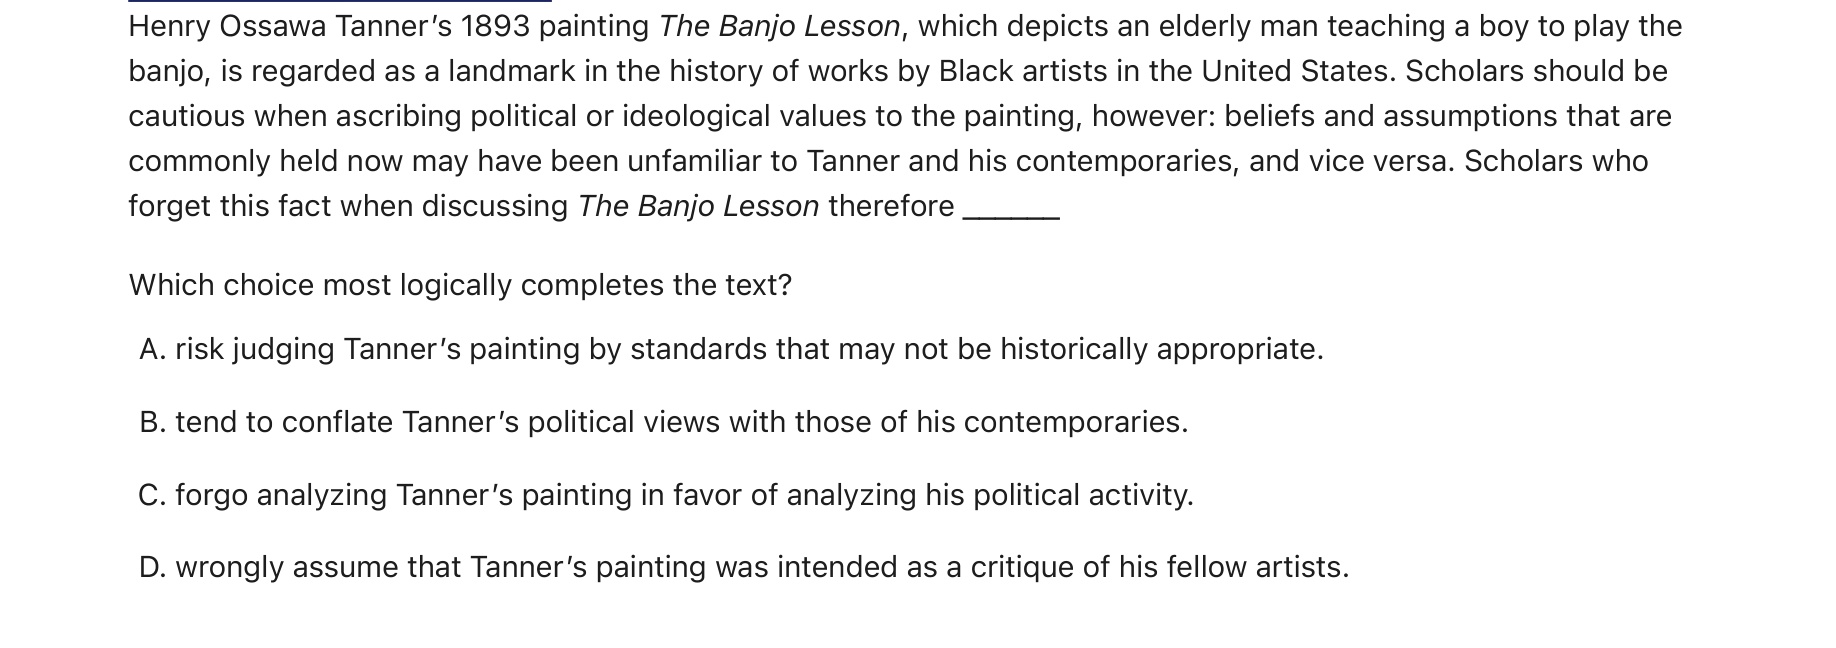 Henry Ossawa Tanner’s 1893 painting The Banjo Lesson, which depicts an elderly man teaching a boy to play the
banjo, is regarded as a landmark in the history of works by Black artists in the United States. Scholars should be
cautious when ascribing political or ideological values to the painting, however: beliefs and assumptions that are
commonly held now may have been unfamiliar to Tanner and his contemporaries, and vice versa. Scholars who
forget this fact when discussing The Banjo Lesson therefore ______
Which choice most logically completes the text?
A. risk judging Tanner’s painting by standards that may not be historically appropriate.
B. tend to conflate Tanner’s political views with those of his contemporaries.
C. forgo analyzing Tanner’s painting in favor of analyzing his political activity.
D. wrongly assume that Tanner’s painting was intended as a critique of his fellow artists.